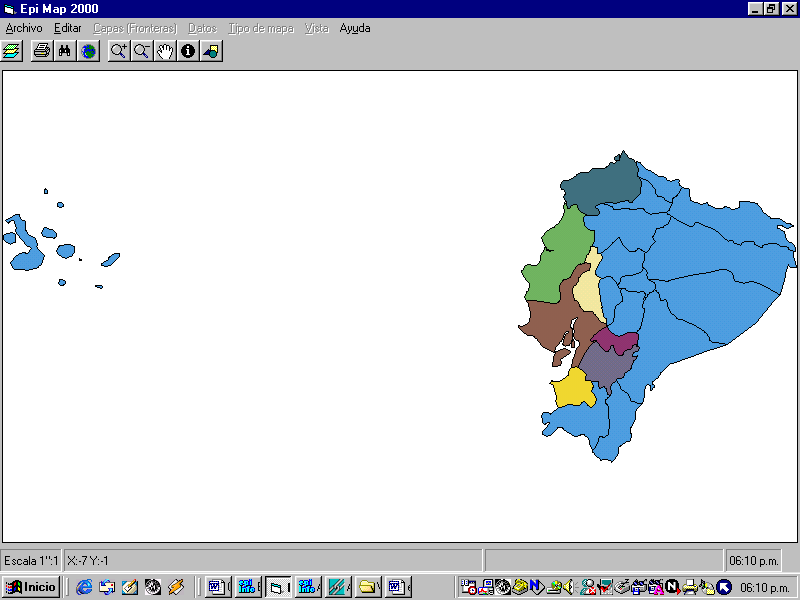 Epi Map 2000
Archivo Editar Capas (Fronteras) Datos Tipo de mapa Vista Ayuda
Escala 1":1 X:-7 Y:-1 06:10 p.m.
Inicio 06:10 p.m.